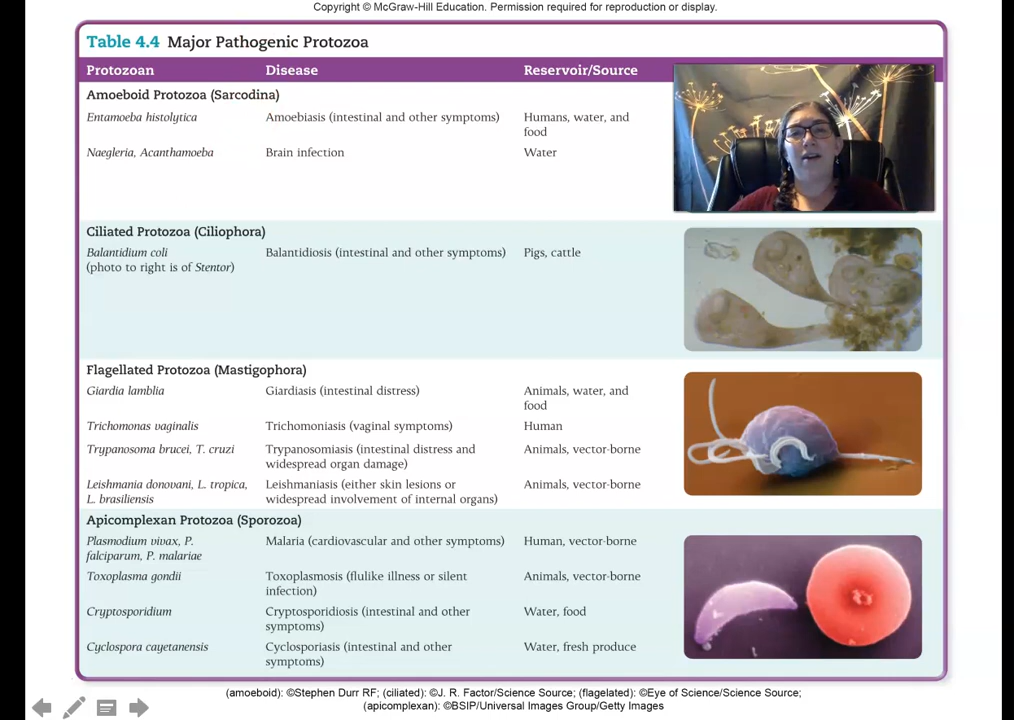 Copyright © McGraw-Hill Education. Permission required for reproduction or display.
Table 4.4 Major Pathogenic Protozoa
Protozoan Disease Reservoir/Source
Amoeboid Protozoa (Sarcodina)
Entamoeba histolytica Amoebiasis (intestinal and other symptoms) Humans, water, and
food
Naegleria, Acanthamoeba Brain infection Water
Ciliated Protozoa (Ciliophora)
Balantidium coli Balantidiosis (intestinal and other symptoms) Pigs, cattle
(photo to right is of Stentor)
Flagellated Protozoa (Mastigophora)
Giardia lamblia Giardiasis (intestinal distress) Animals, water, and
food
Trichomonas vaginalis Trichomoniasis (vaginal symptoms) Human
Trypanosoma brucei, T. cruzi Trypanosomiasis (intestinal distress and Animals, vector-borne
widespread organ damage)
Leishmania donovani, L. tropica, Leishmaniasis (either skin lesions or Animals, vector-borne
L. brasiliensis widespread involvement of internal organs)
Apicomplexan Protozoa (Sporozoa)
Plasmodium vivax, P. Malaria (cardiovascular and other symptoms) Human, vector-borne
falciparum, P. malariae
Toxoplasma gondii Toxoplasmosis (flulike illness or silent Animals, vector-borne
infection)
Cryptosporidium Cryptosporidiosis (intestinal and other Water, food
symptoms)
Cyclospora cayetanensis Cyclosporiasis (intestinal and other Water, fresh produce
symptoms)
(amoeboid): ©Stephen Durr RF; (ciliated): ©J. R. Factor/Science Source; (flagelated): ©Eye of Science/Science Source;
(apicomplexan): ©BSIP/Universal Images Group/Getty Images